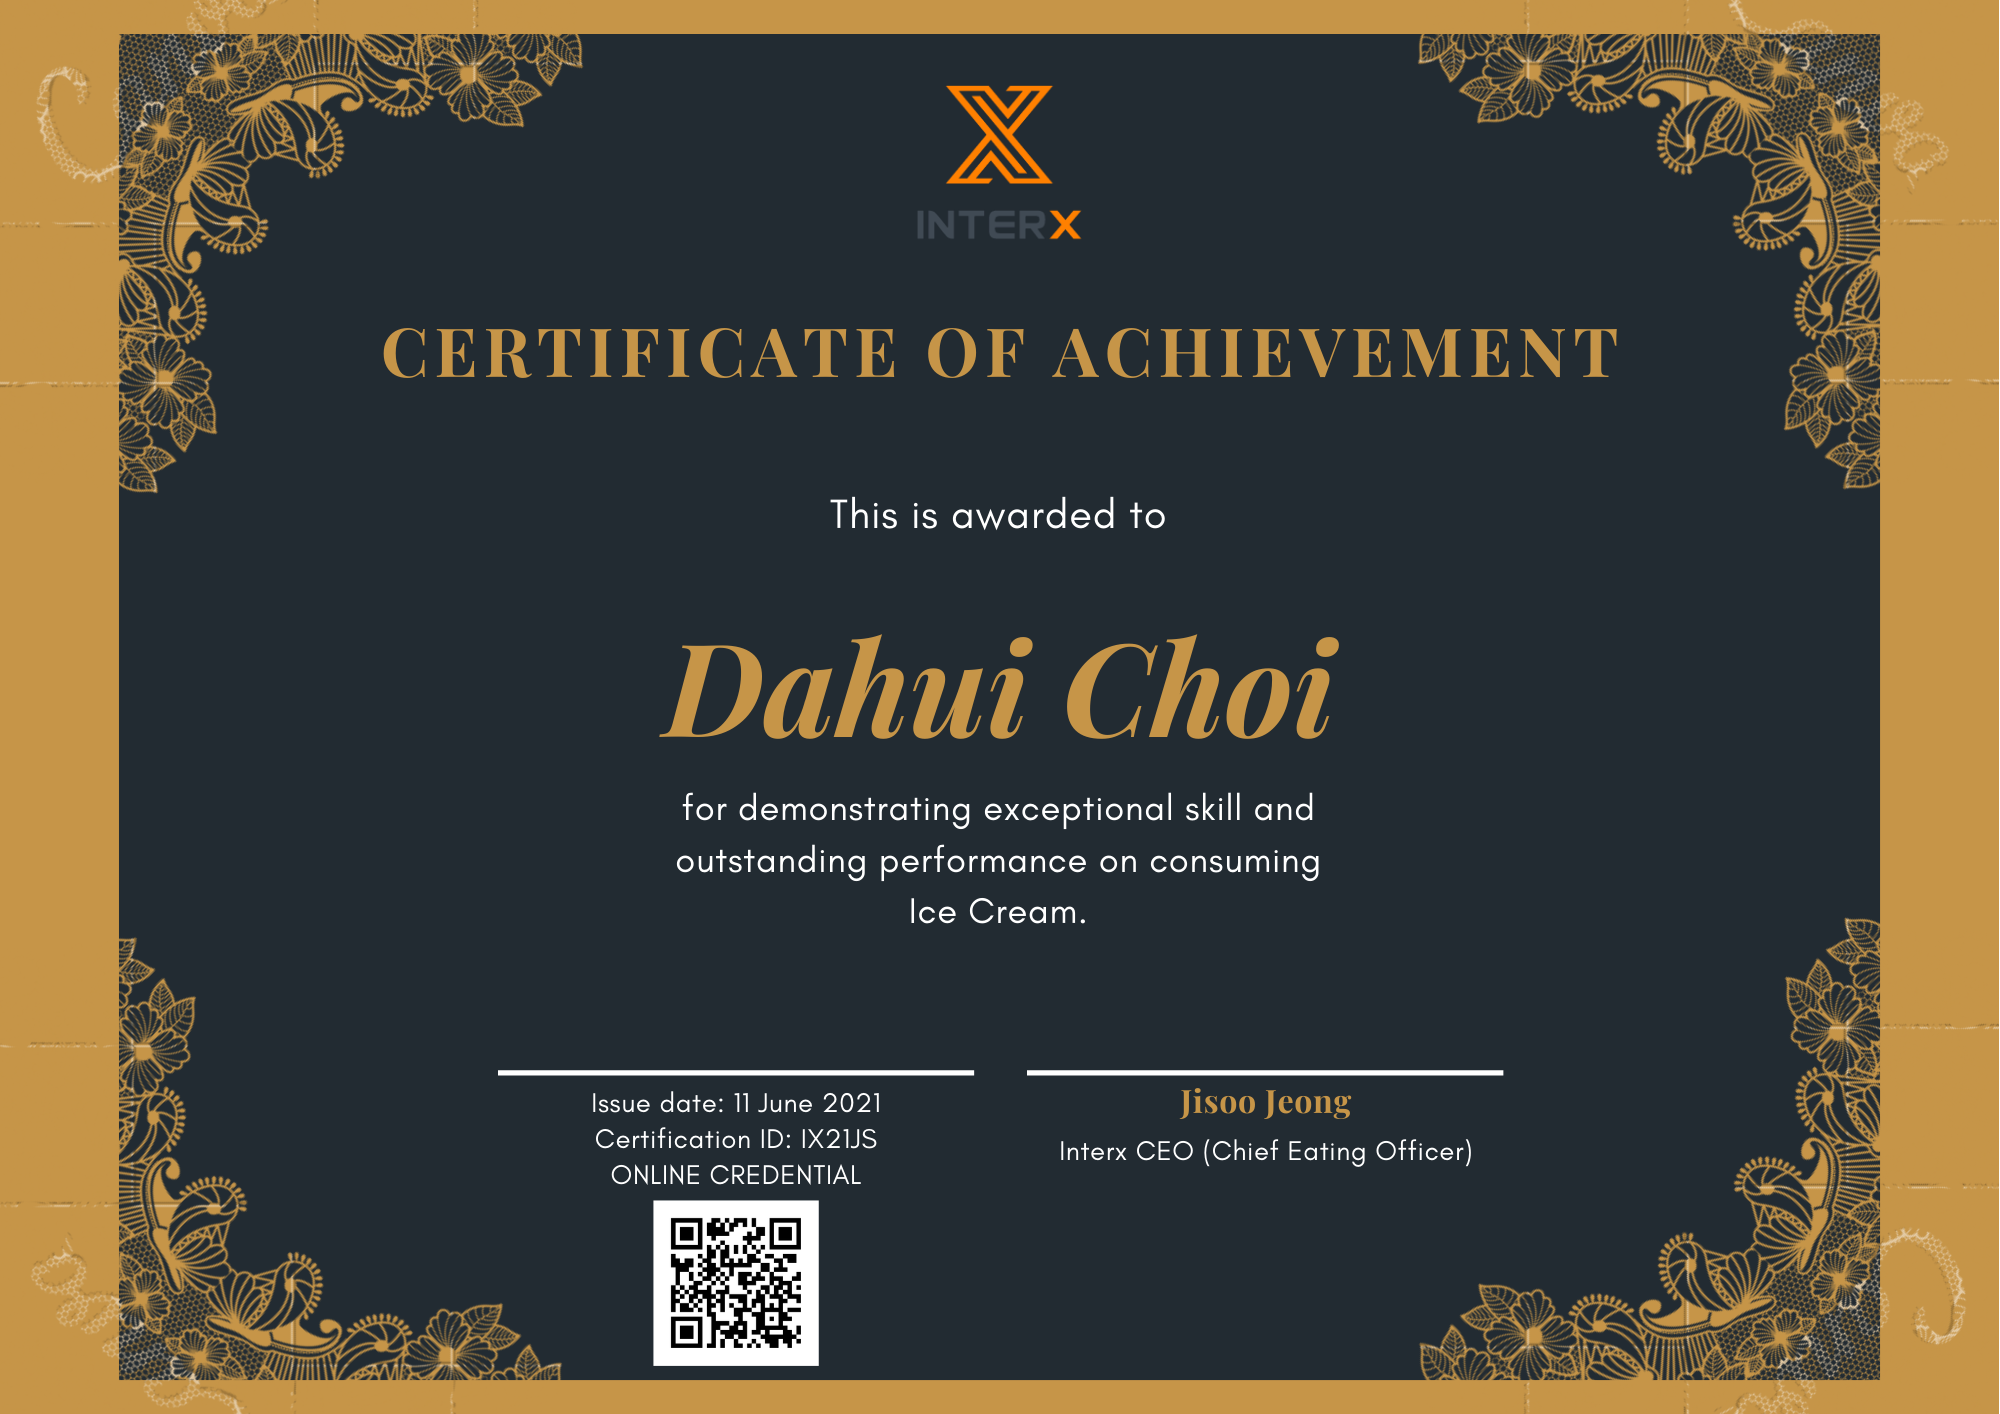 INTERX
CERTIFICATE OF ACHIEVEMENT
This is awarded to
Dahui Choi
for demonstrating exceptional skill and
outstanding performance on consuming
Ice Cream.
Issue date: 11 June 2021
Certification ID: IX21JS
ONLINE CREDENTIAL
Jisoo Jeong
Interx CEO (Chief Eating Officer)